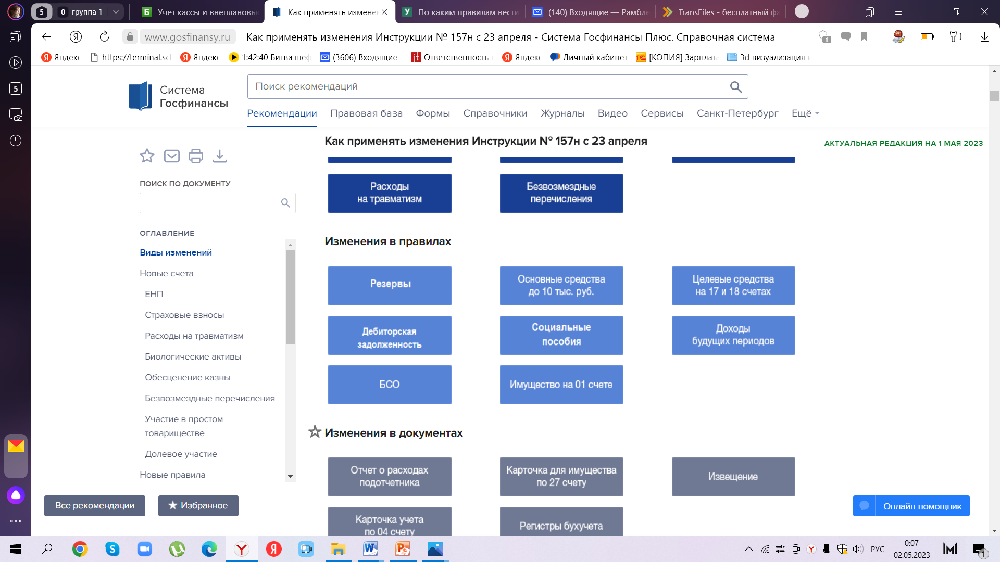 5
0 группа 1
Учет кассы и внеплановые
Как применять изменен
По каким правилам вести
(140) Входящие — Рамбле
TransFiles - бесплатный фа
www.gosfinansy.ru
Как применять изменения Инструкции № 157н с 23 апреля - Система Госфинансы Плюс. Справочная система
1
Яндекс
https://terminal.scl
Яндекс
1:42:40 Битва шеф
(3606) Входящие -
Ответственность
Яндекс
Личный кабинет
[КОПИЯ] Зарплата
3d визуализация
5
Система
Госфинансы
Поиск рекомендаций
Рекомендации
Правовая база
Формы
Справочники
Журналы
Видео
Сервисы
Санкт-Петербург
Ещё
Как применять изменения Инструкции № 157н с 23 апреля
АКТУАЛЬНАЯ РЕДАКЦИЯ НА 1 МАЯ 2023
ПОИСК ПО ДОКУМЕНТУ
ОГЛАВЛЕНИЕ
Виды изменений
Новые счета
ЕНП
Страховые взносы
Расходы на травматизм
Биологические активы
Обесценение казны
Безвозмездные перечисления
Участие в простом
товариществе
Долевое участие
Новые правила
Все рекомендации
Избранное
Расходы
на травматизм
Безвозмездные
перечисления
Изменения в правилах
Резервы
Основные средства
до 10 тыс. руб.
Целевые средства
на 17 и 18 счетах
Дебиторская
задолженность
Социальные
пособия
Доходы
будущих периодов
БСО
Имущество на 01 счете
Изменения в документах
Отчет о расходах
подотчетника
Карточка для имущества
по 27 счету
Извещение
Карточка учета
по 04 счету
Регистры бухучета
Онлайн-помощник
РУС
0:07
02.05.2023
1